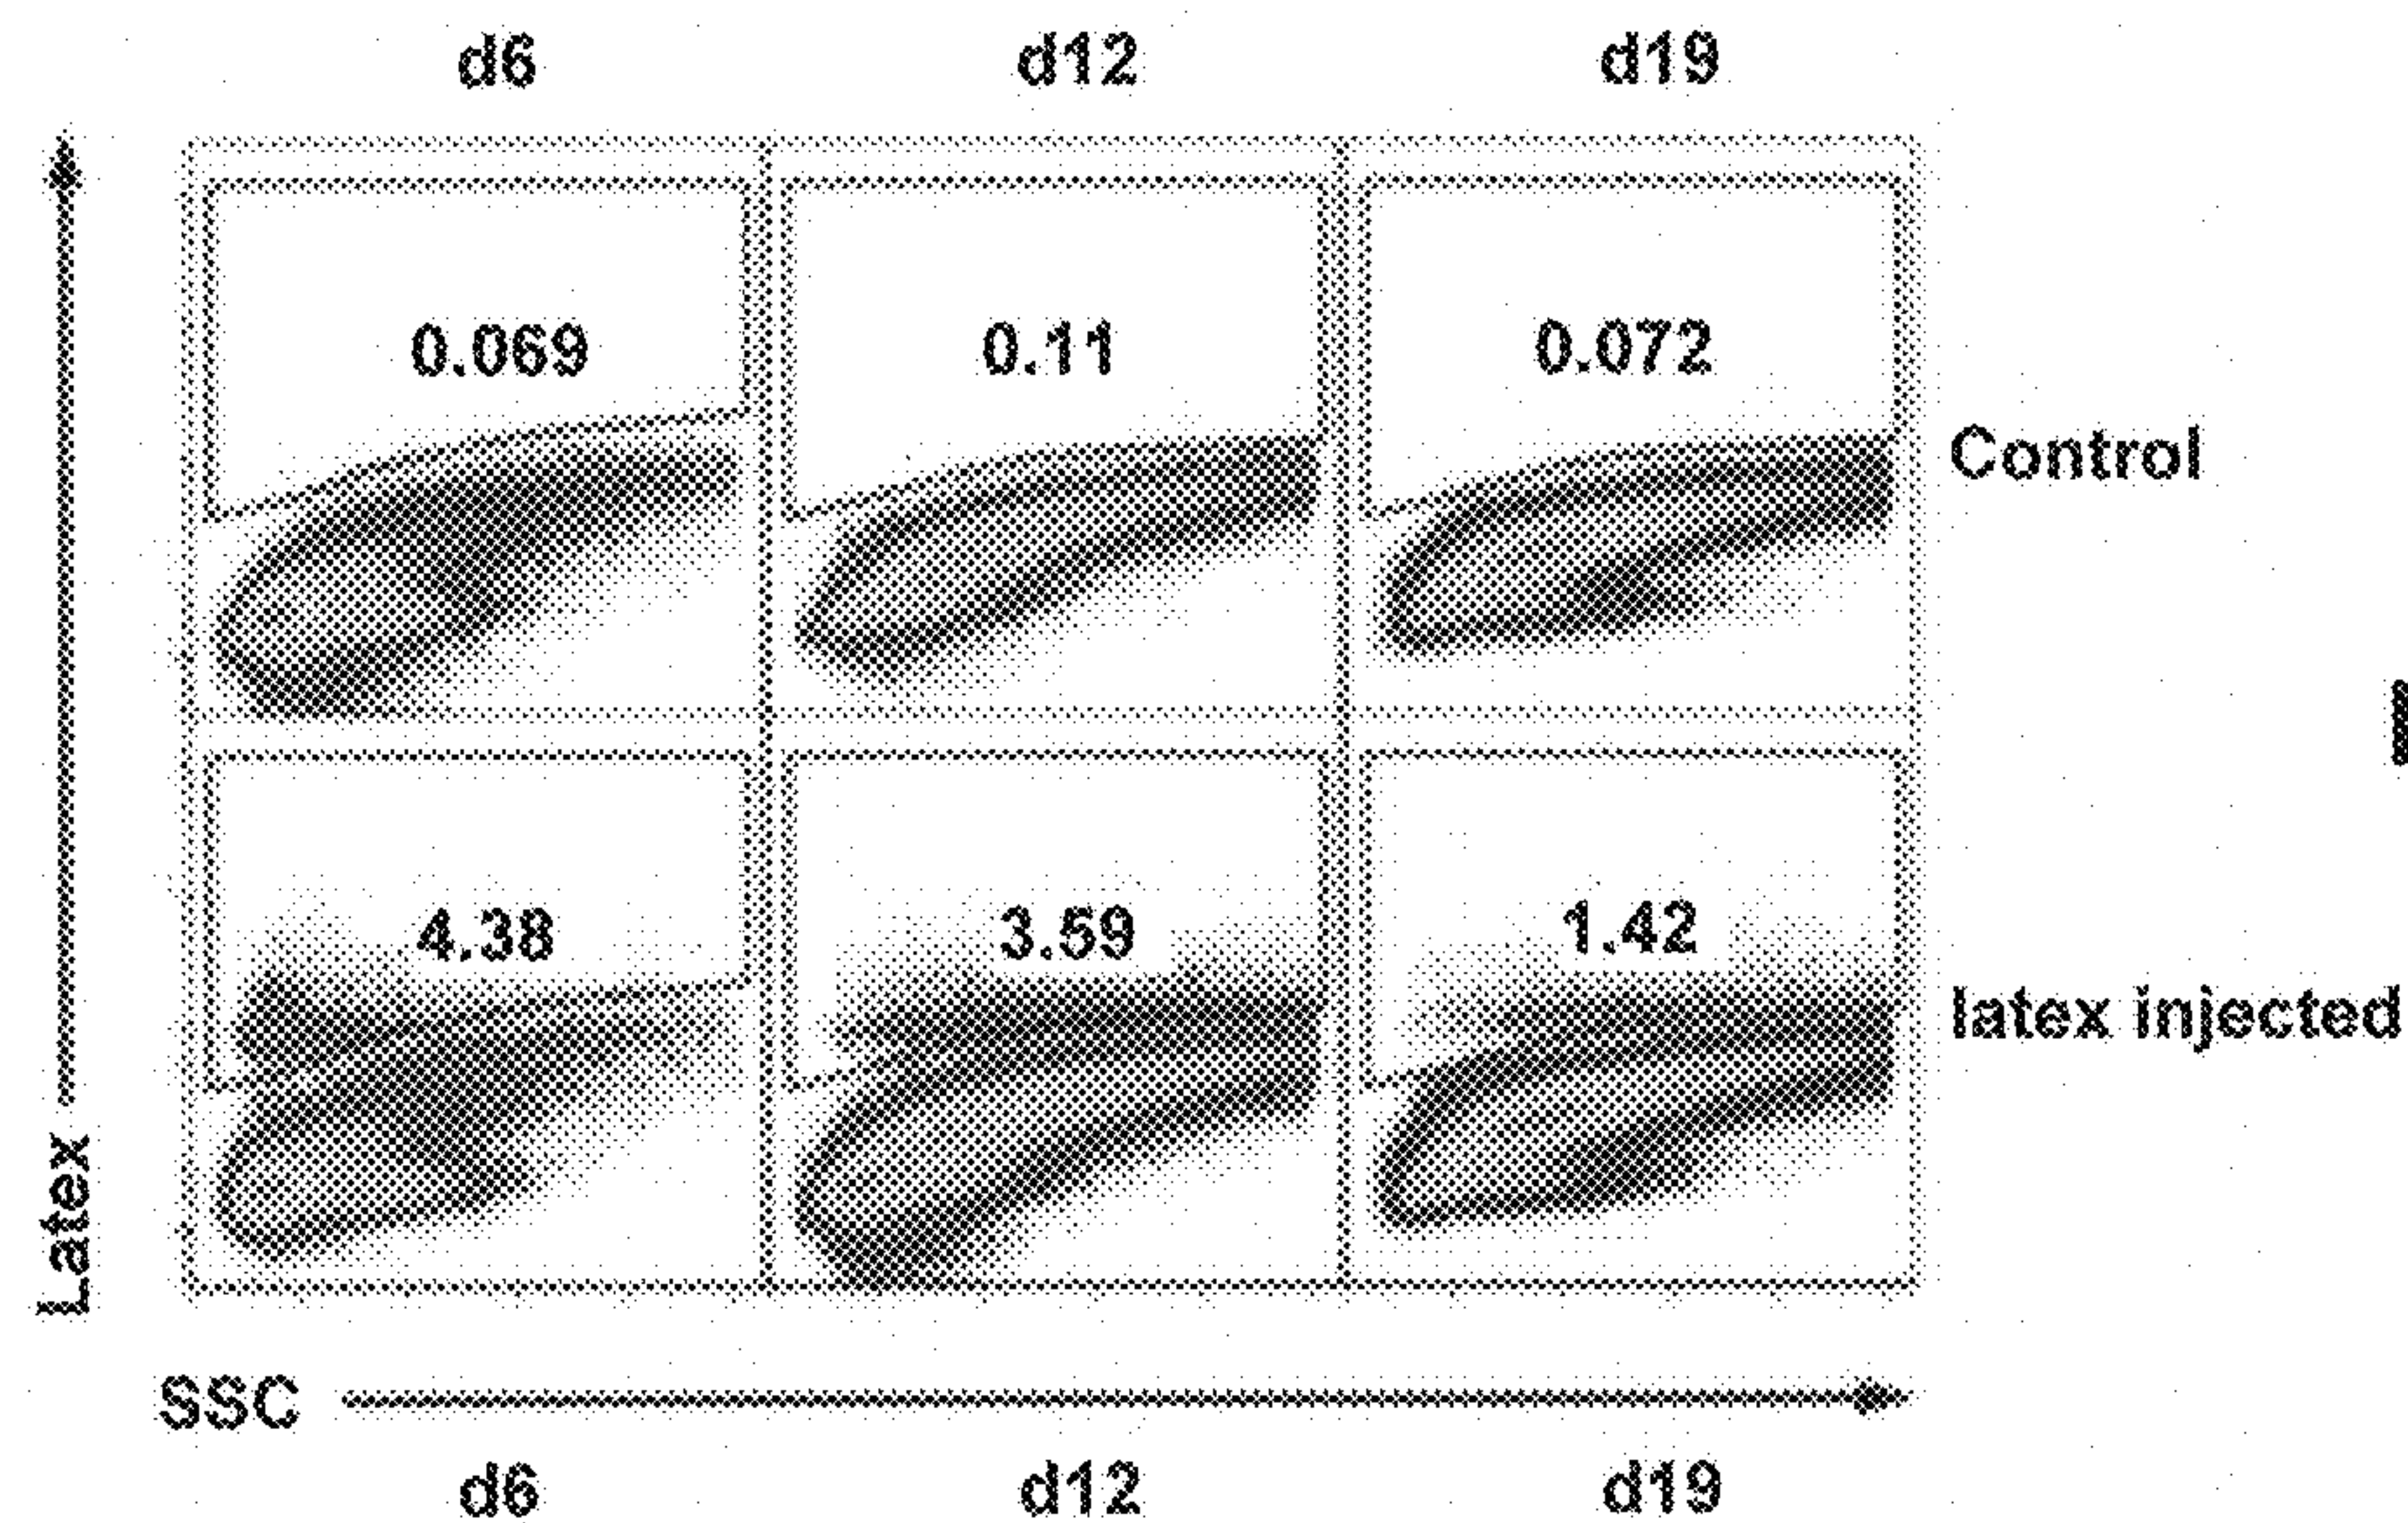 d6 d12 d19
0.069 0.11 0.072
Control
4.38 3.59 1.42
latex injected
Latex
SSC
d6 d12 d19